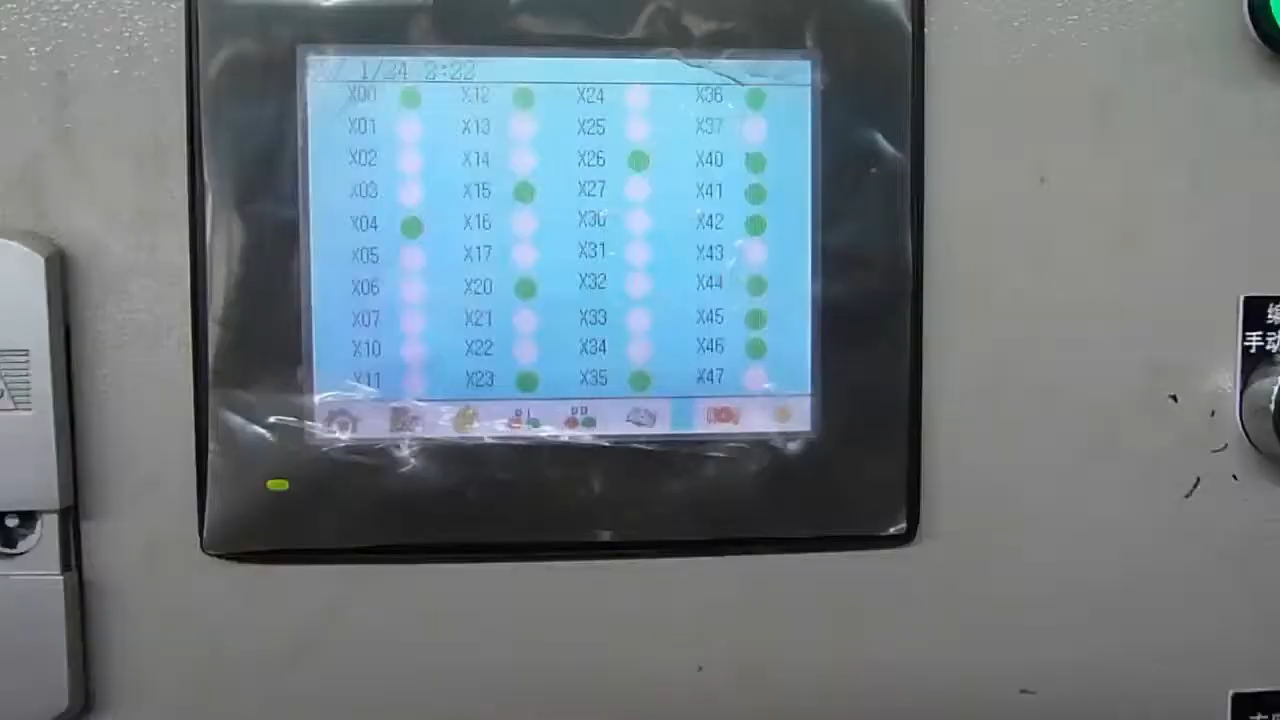 1/24 8:22
X00 X12 X24 X36
X01 X13 X25 X37
X02 X14 X26 X40
X03 X15 X27 X41
X04 X16 X30 X42
X05 X17 X31 X43
X06 X20 X32 X44
X07 X21 X33 X45
X10 X22 X34 X46
X11 X23 X35 X47
手动